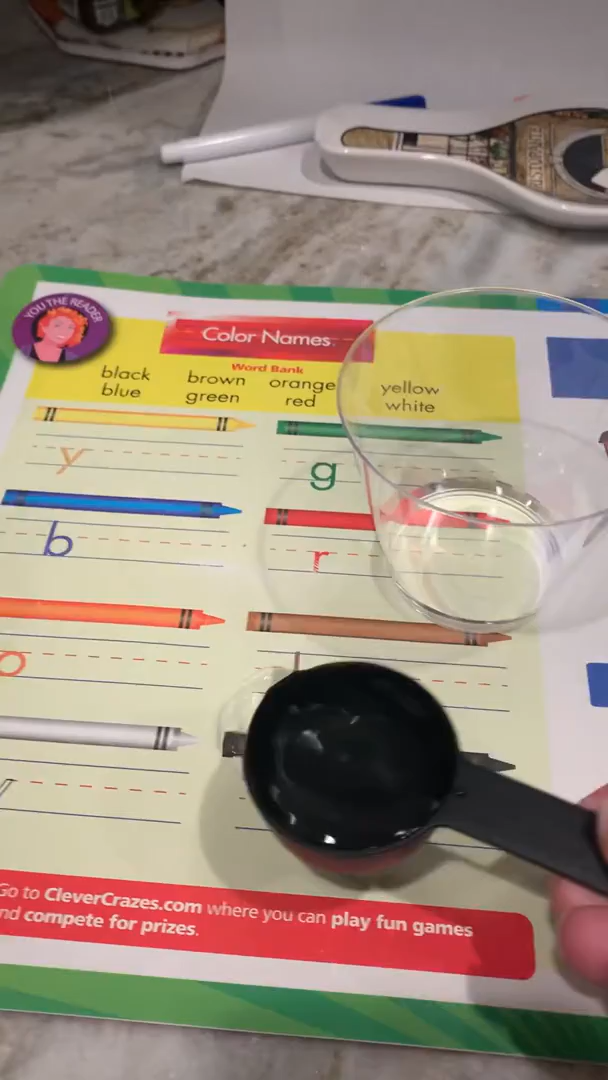 YOU THE READER
Color Names
Word Bank
black brown orange yellow
blue green red white
y g
b r
o
Go to CleverCrazes.com where you can play fun games
and compete for prizes.